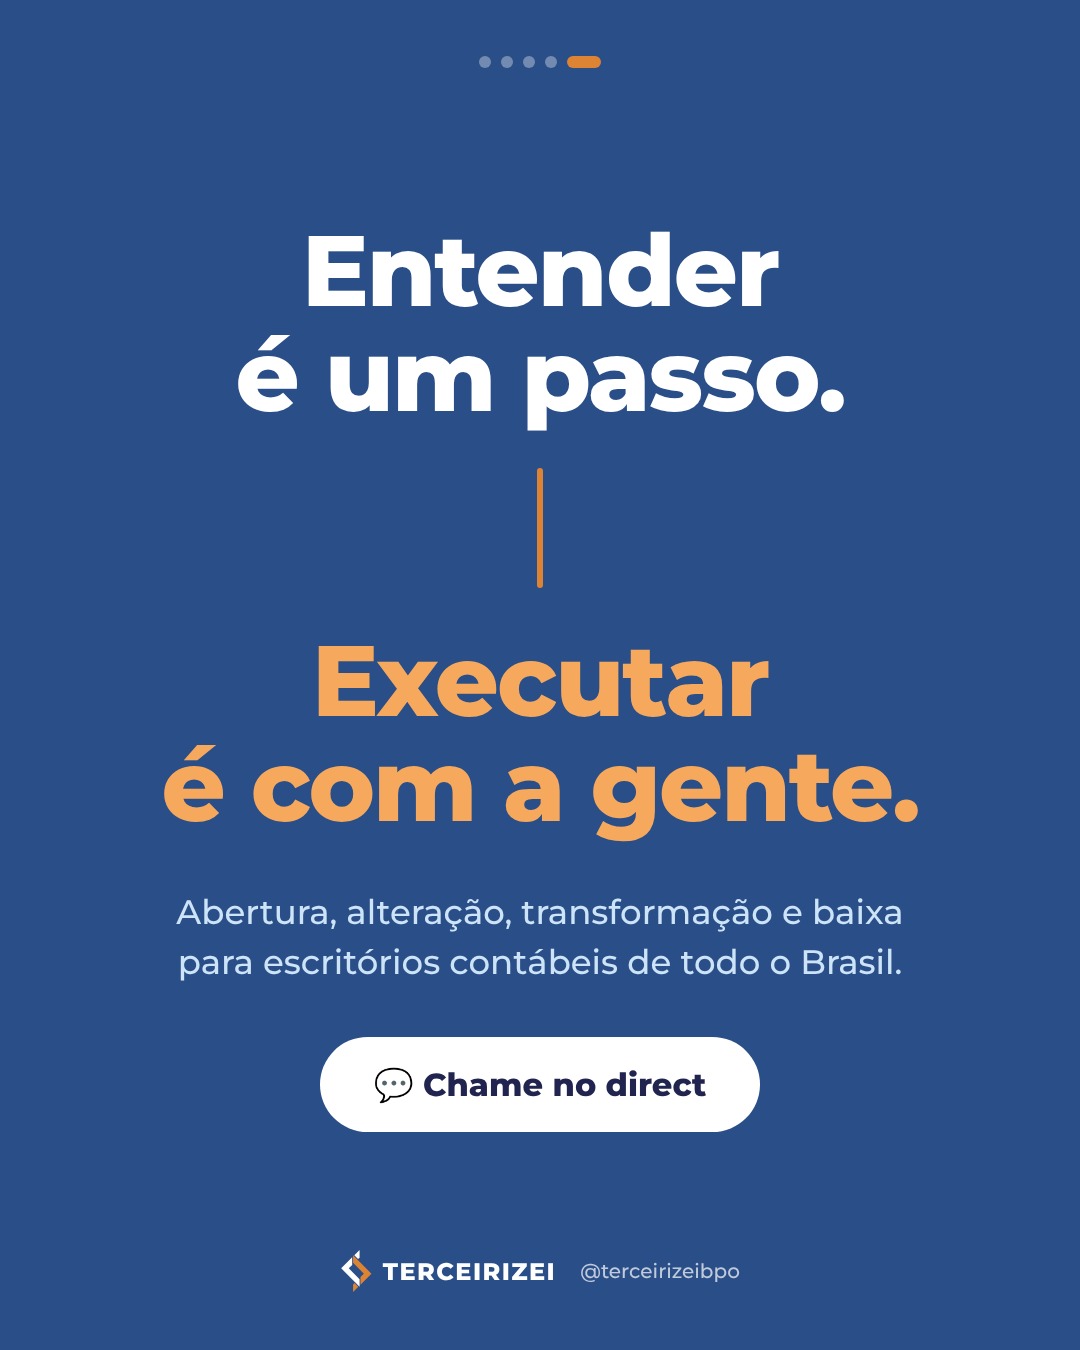 Entender
é um passo.
Executar
é com a gente.
Abertura, alteração, transformação e baixa
para escritórios contábeis de todo o Brasil.
💬 Chame no direct
TERCEIRIZEI @terceirizeibpo